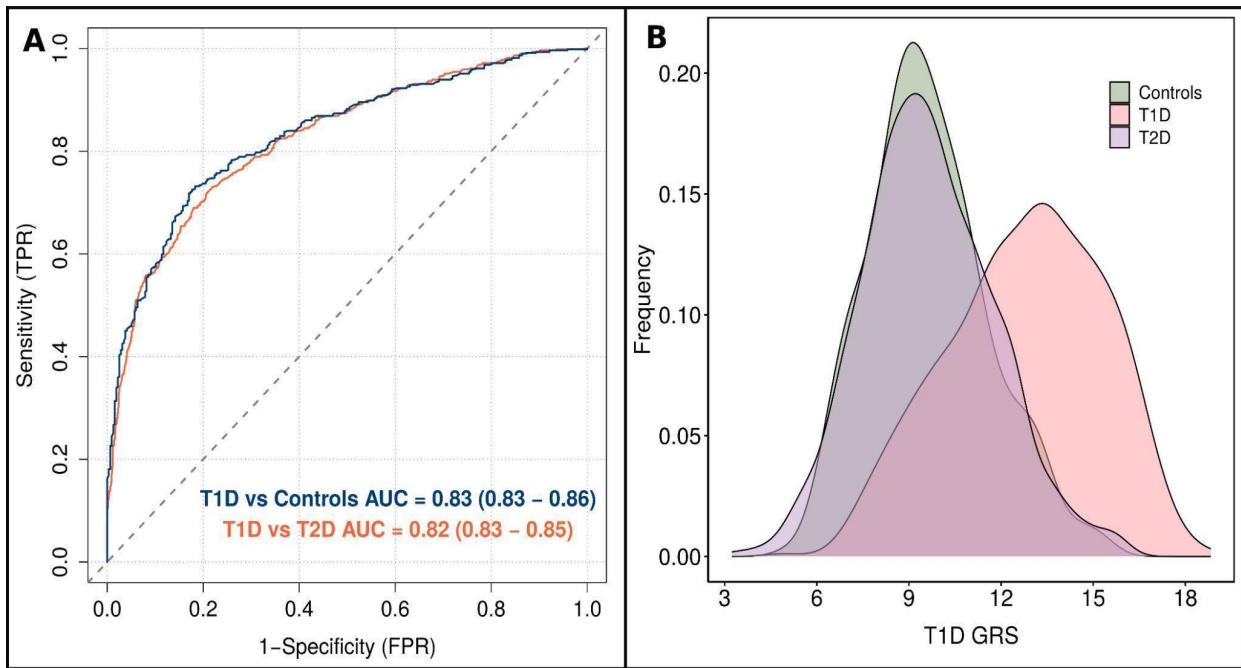 A
Sensitivity (TPR)
1.0
0.8
0.6
0.4
0.2
0.0
T1D vs Controls AUC = 0.83 (0.83 − 0.86)
T1D vs T2D AUC = 0.82 (0.83 − 0.85)
0.0 0.2 0.4 0.6 0.8 1.0
1−Specificity (FPR)
B
Frequency
0.20
0.15
0.10
0.05
0.00
Controls
T1D
T2D
3 6 9 12 15 18
T1D GRS